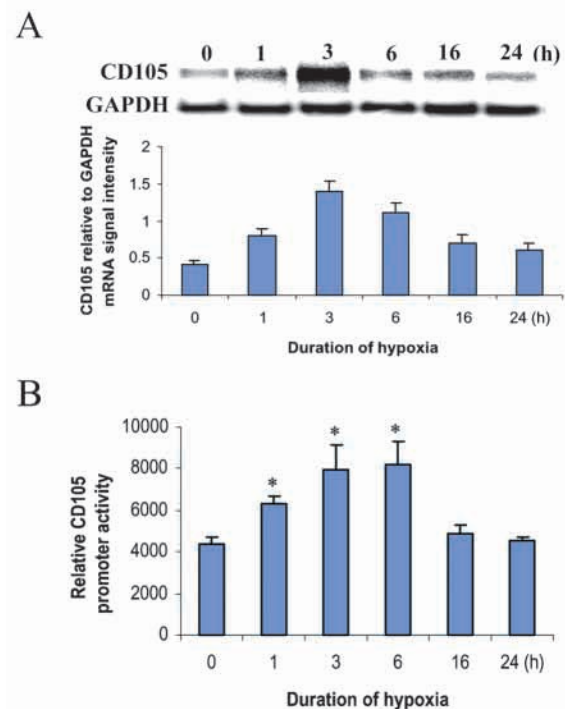 A
0 1 3 6 16 24 (h)
CD105
GAPDH
CD105 relative to GAPDH
mRNA signal intensity
2
1.5
1
0.5
0
0 1 3 6 16 24 (h)
Duration of hypoxia
B
Relative CD105
promoter activity
10000
8000
6000
4000
2000
0
* * *
0 1 3 6 16 24 (h)
Duration of hypoxia